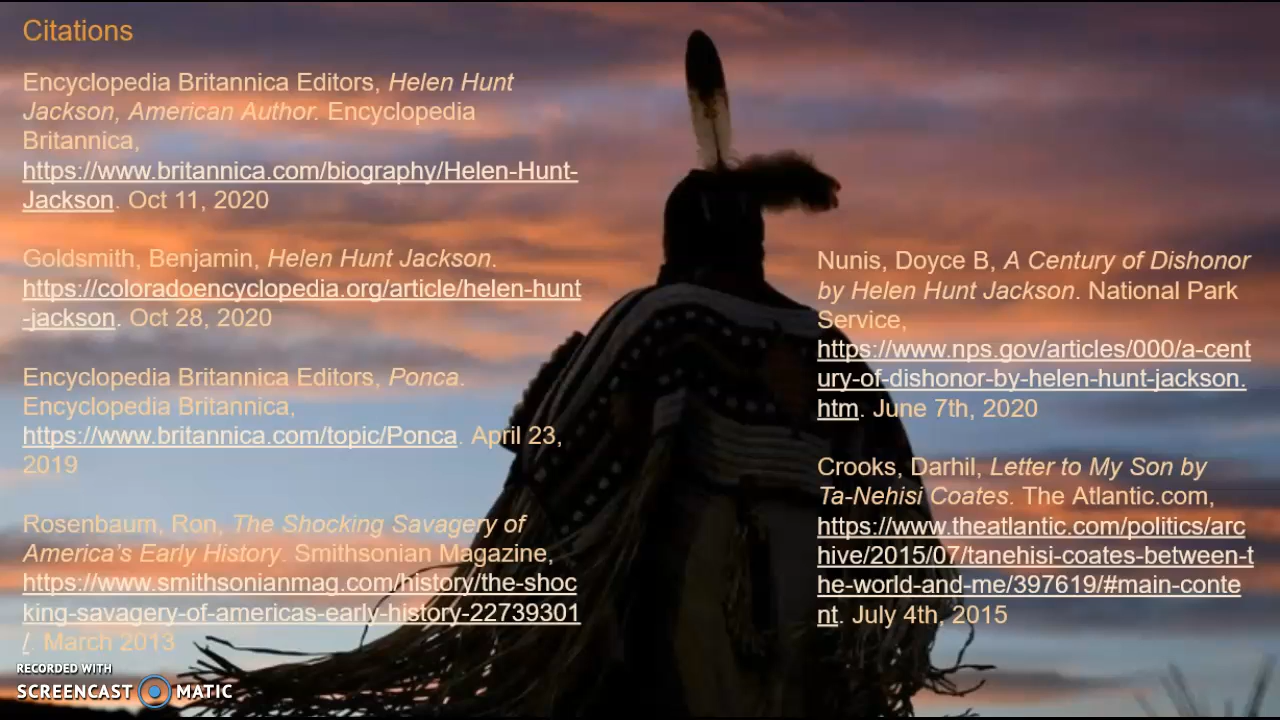 Citations
Encyclopedia Britannica Editors, Helen Hunt
Jackson, American Author. Encyclopedia
Britannica,
https://www.britannica.com/biography/Helen-Hunt-
Jackson. Oct 11, 2020
Goldsmith, Benjamin, Helen Hunt Jackson.
https://coloradoencyclopedia.org/article/helen-hunt
-jackson. Oct 28, 2020
Encyclopedia Britannica Editors, Ponca.
Encyclopedia Britannica,
https://www.britannica.com/topic/Ponca. April 23,
2019
Rosenbaum, Ron, The Shocking Savagery of
America's Early History. Smithsonian Magazine,
https://www.smithsonianmag.com/history/the-shoc
king-savagery-of-americas-early-history-22739301
/. March 2013
Nunis, Doyce B, A Century of Dishonor
by Helen Hunt Jackson. National Park
Service,
https://www.nps.gov/articles/000/a-cent
ury-of-dishonor-by-helen-hunt-jackson.
htm. June 7th, 2020
Crooks, Darhil, Letter to My Son by
Ta-Nehisi Coates. The Atlantic.com,
https://www.theatlantic.com/politics/arc
hive/2015/07/tanehisi-coates-between-t
he-world-and-me/397619/#main-conte
nt. July 4th, 2015
RECORDED WITH
SCREENCAST MATIC